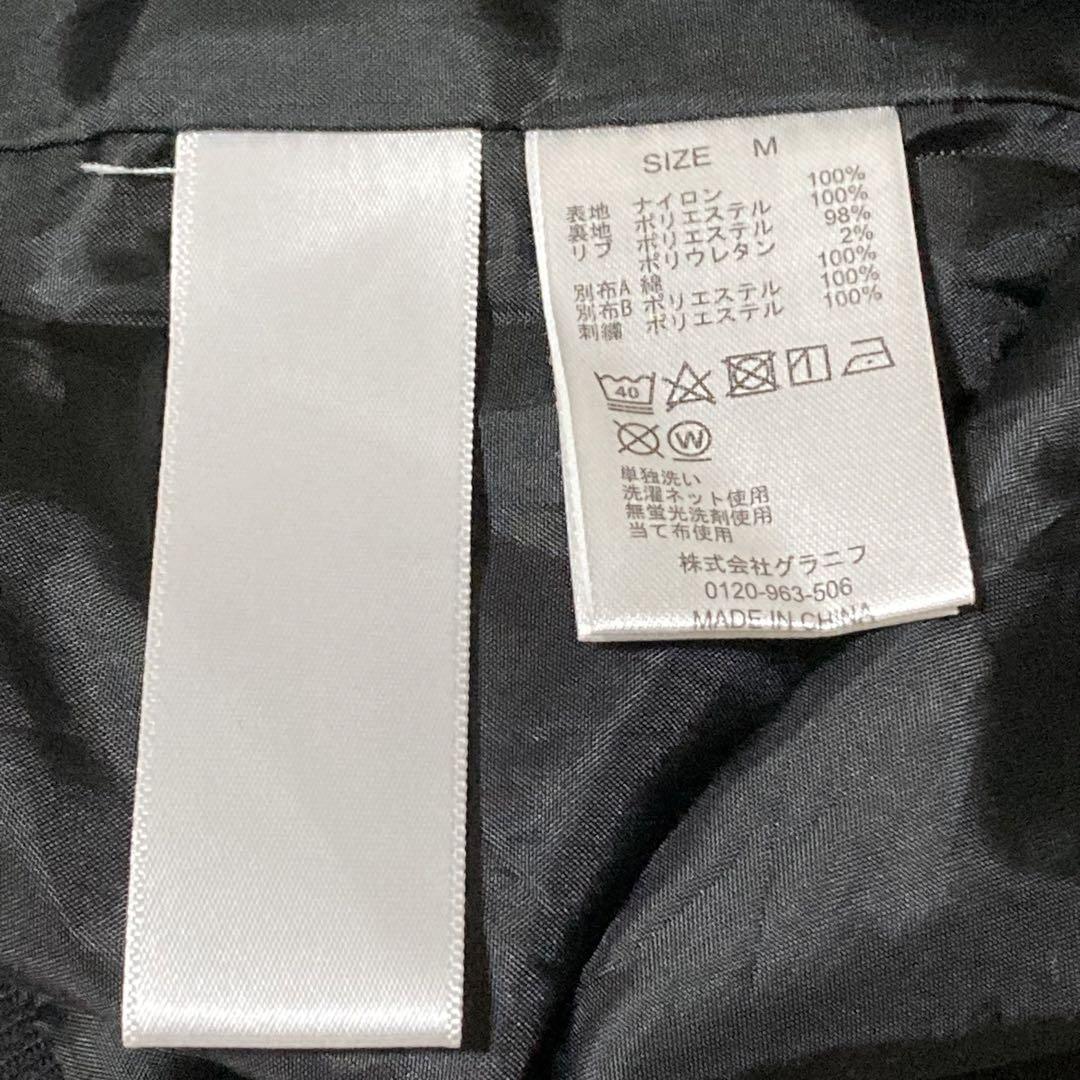 SIZE M
表地 ナイロン 100%
裏地 ポリエステル 100%
リブ ポリエステル 98%
ポリウレタン 2%
別布A 綿 100%
別布B ポリエステル 100%
刺繍 ポリエステル 100%
40
W
単独洗い
洗濯ネット使用
無蛍光洗剤使用
当て布使用
株式会社グラニフ
0120-963-506
MADE IN CHINA